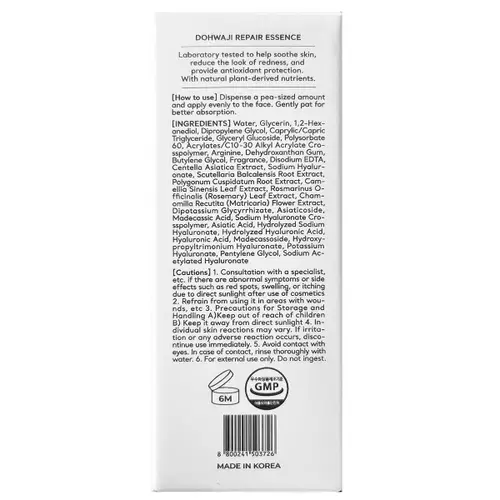 DOHWAJI REPAIR ESSENCE
Laboratory tested to help soothe skin,
reduce the look of redness, and
provide antioxidant protection.
With natural plant-derived nutrients.
[How to use] Dispense a pea-sized amount
and apply evenly to the face. Gently pat for
better absorption.
[INGREDIENTS] Water, Glycerin, 1,2-Hex-
anediol, Dipropylene Glycol, Caprylic/Capric
Triglyceride, Glyceryl Glucoside, Polysorbate
60, Acrylates/C10-30 Alkyl Acrylate Cr-
osspolymer, Arginine, Dehydroxanthan Gum,
Butylene Glycol, Fragrance, Disodium EDTA,
Centella Asiatica Extract, Sodium Hyalur-
onate, Scutellaria Baicalensis Root Extract,
Polygonum Cuspidatum Root Extract, Cam-
ellia Sinensis Leaf Extract, Rosmarinus O-
fficinalis (Rosemary) Leaf Extract, Cham-
omilla Recutita (Matricaria) Flower Extract,
Dipotassium Glycyrrhizate, Asiaticoside,
Madecassic Acid, Sodium Hyaluronate Cro-
sspolymer, Asiatic Acid, Hydrolyzed Sodium
Hyaluronate, Hydrolyzed Hyaluronic Acid,
Hyaluronic Acid, Madecassoside, Hydroxy-
propyltrimonium Hyaluronate, Potassium
Hyaluronate, Pentylene Glycol, Sodium Ac-
etylated Hyaluronate
[Cautions] 1. Consultation with a specialist,
etc. if there are abnormal symptoms or side
effects such as red spots, swelling, or itching
due to direct sunlight after use of cosmetics
2. Refrain from using it in areas with wou-
nds, etc 3. Precautions for Storage and
Handling A)Keep out of reach of children
B) Keep it away from direct sunlight 4. Indi-
vidual skin reactions may vary. If irritat-
ion or any adverse reaction occurs, discont-
inue use immediately. 5. Avoid contact with
eyes. In case of contact, rinse thoroughly with
water. 6. For external use only. Do not ingest.
6M
GMP
8 800241 503726
MADE IN KOREA